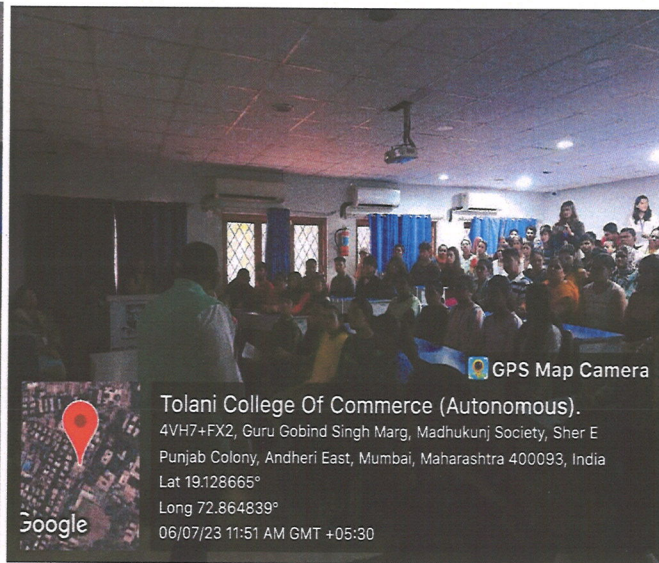 GPS Map Camera
Tolani College Of Commerce (Autonomous).
4VH7+FX2, Guru Gobind Singh Marg, Madhukunj Society, Sher E
Punjab Colony, Andheri East, Mumbai, Maharashtra 400093, India
Lat 19.128665°
Long 72.864839°
06/07/23 11:51 AM GMT +05:30
Google